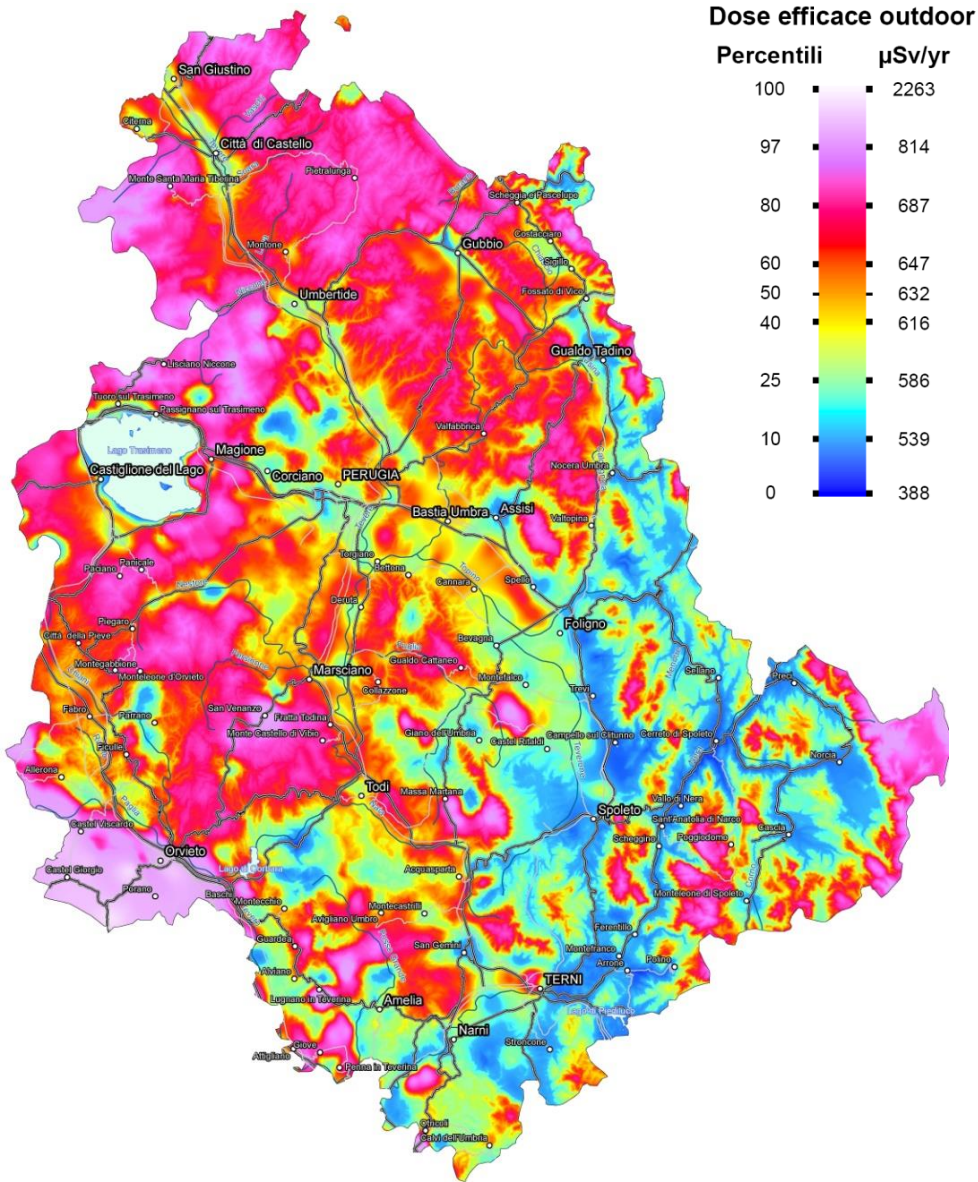 Dose efficace outdoor
Percentili µSv/yr
100 2263
97 814
80 687
60 647
50 632
40 616
25 586
10 539
0 388
San Giustino
Citerna
Città di Castello
Monte Santa Maria Tiberina
Pietralunga
Scheggia e Pascelupo
Costacciaro
Montone
Gubbio
Sigillo
Umbertide
Fossato di Vico
Gualdo Tadino
Lisciano Niccone
Tuoro sul Trasimeno
Passignano sul Trasimeno
Valfabbrica
Lago Trasimeno
Magione
Castiglione del Lago
Corciano
PERUGIA
Nocera Umbra
Bastia Umbra
Assisi
Valtopina
Torgiano
Bettona
Panicale
Paciano
Nestore
Cannara
Spello
Deruta
Piegaro
Foligno
Città della Pieve
Bevagna
Montegabbione
Monteleone d'Orvieto
Marsciano
Gualdo Cattaneo
Collazzone
Montefalco
Sellano
Preci
Trevi
San Venanzo
Fabro
Parrano
Fratta Todina
Monte Castello di Vibio
Giano dell'Umbria
Castel Ritaldi
Campello sul Clitunno
Cerreto di Spoleto
Ficulle
Norcia
Allerona
Todi
Massa Martana
Vallo di Nera
Spoleto
Sant'Anatolia di Narco
Castel Viscardo
Scheggino
Poggiodomo
Cascia
Orvieto
Castel Giorgio
Acquasparta
Porano
Baschi
Montecchio
Monteleone di Spoleto
Avigliano Umbro
Montecastrilli
Ferentillo
Guardea
San Gemini
Montefranco
Arrone
Polino
Alviano
TERNI
Lugnano in Teverina
Amelia
Narni
Stroncone
Giove
Attigliano
Penna in Teverina
Otricoli
Calvi dell'Umbria